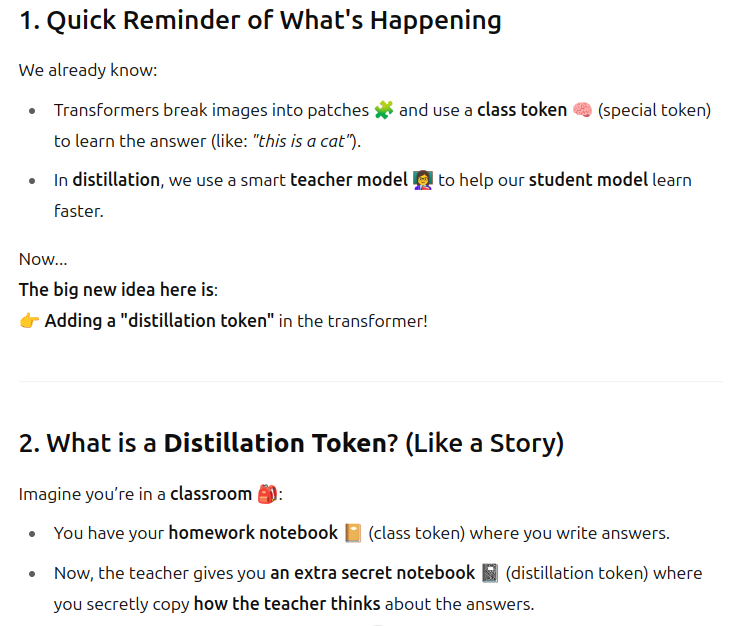 1. Quick Reminder of What's Happening
We already know:
• Transformers break images into patches 🧩 and use a class token 🧠 (special token)
to learn the answer (like: "this is a cat").
• In distillation, we use a smart teacher model 👩‍🏫 to help our student model learn
faster.
Now...
The big new idea here is:
👉 Adding a "distillation token" in the transformer!
2. What is a Distillation Token? (Like a Story)
Imagine you’re in a classroom 🎒:
• You have your homework notebook 📔 (class token) where you write answers.
• Now, the teacher gives you an extra secret notebook 📓 (distillation token) where
you secretly copy how the teacher thinks about the answers.